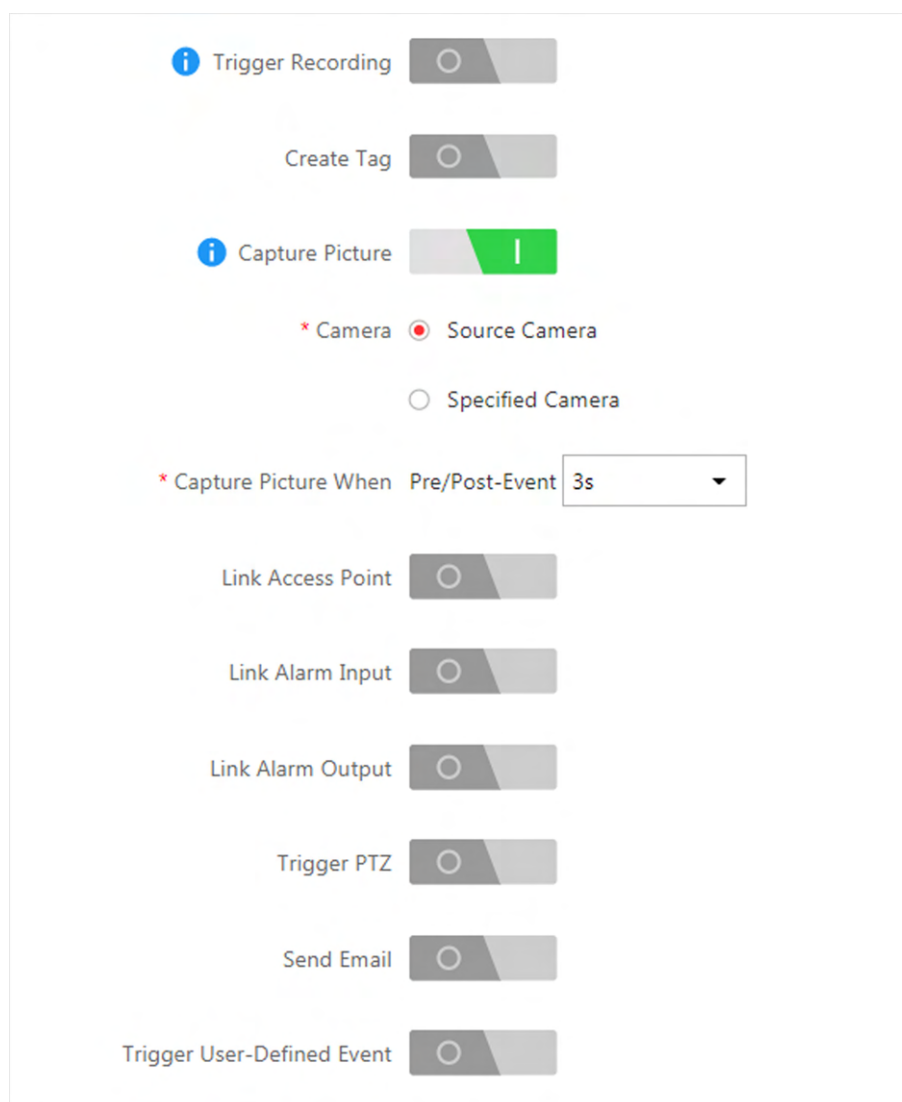 Trigger Recording
Create Tag
Capture Picture
* Camera Source Camera
Specified Camera
* Capture Picture When Pre/Post-Event 3s
Link Access Point
Link Alarm Input
Link Alarm Output
Trigger PTZ
Send Email
Trigger User-Defined Event